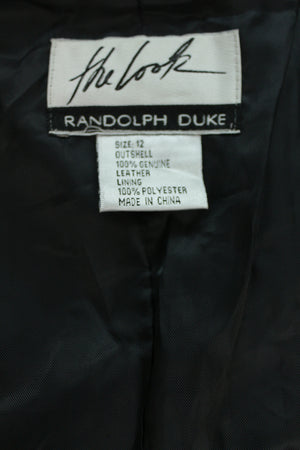 the Look
RANDOLPH DUKE
SIZE: 12
OUTSHELL
100% GENUINE
LEATHER
LINING
100% POLYESTER
MADE IN CHINA